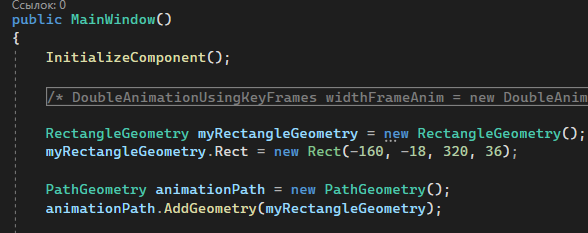 Ссылок: 0
public MainWindow()
{
InitializeComponent();
/* DoubleAnimationUsingKeyFrames widthFrameAnim = new DoubleAnim
RectangleGeometry myRectangleGeometry = new RectangleGeometry();
myRectangleGeometry.Rect = new Rect(-160, -18, 320, 36);
PathGeometry animationPath = new PathGeometry();
animationPath.AddGeometry(myRectangleGeometry);